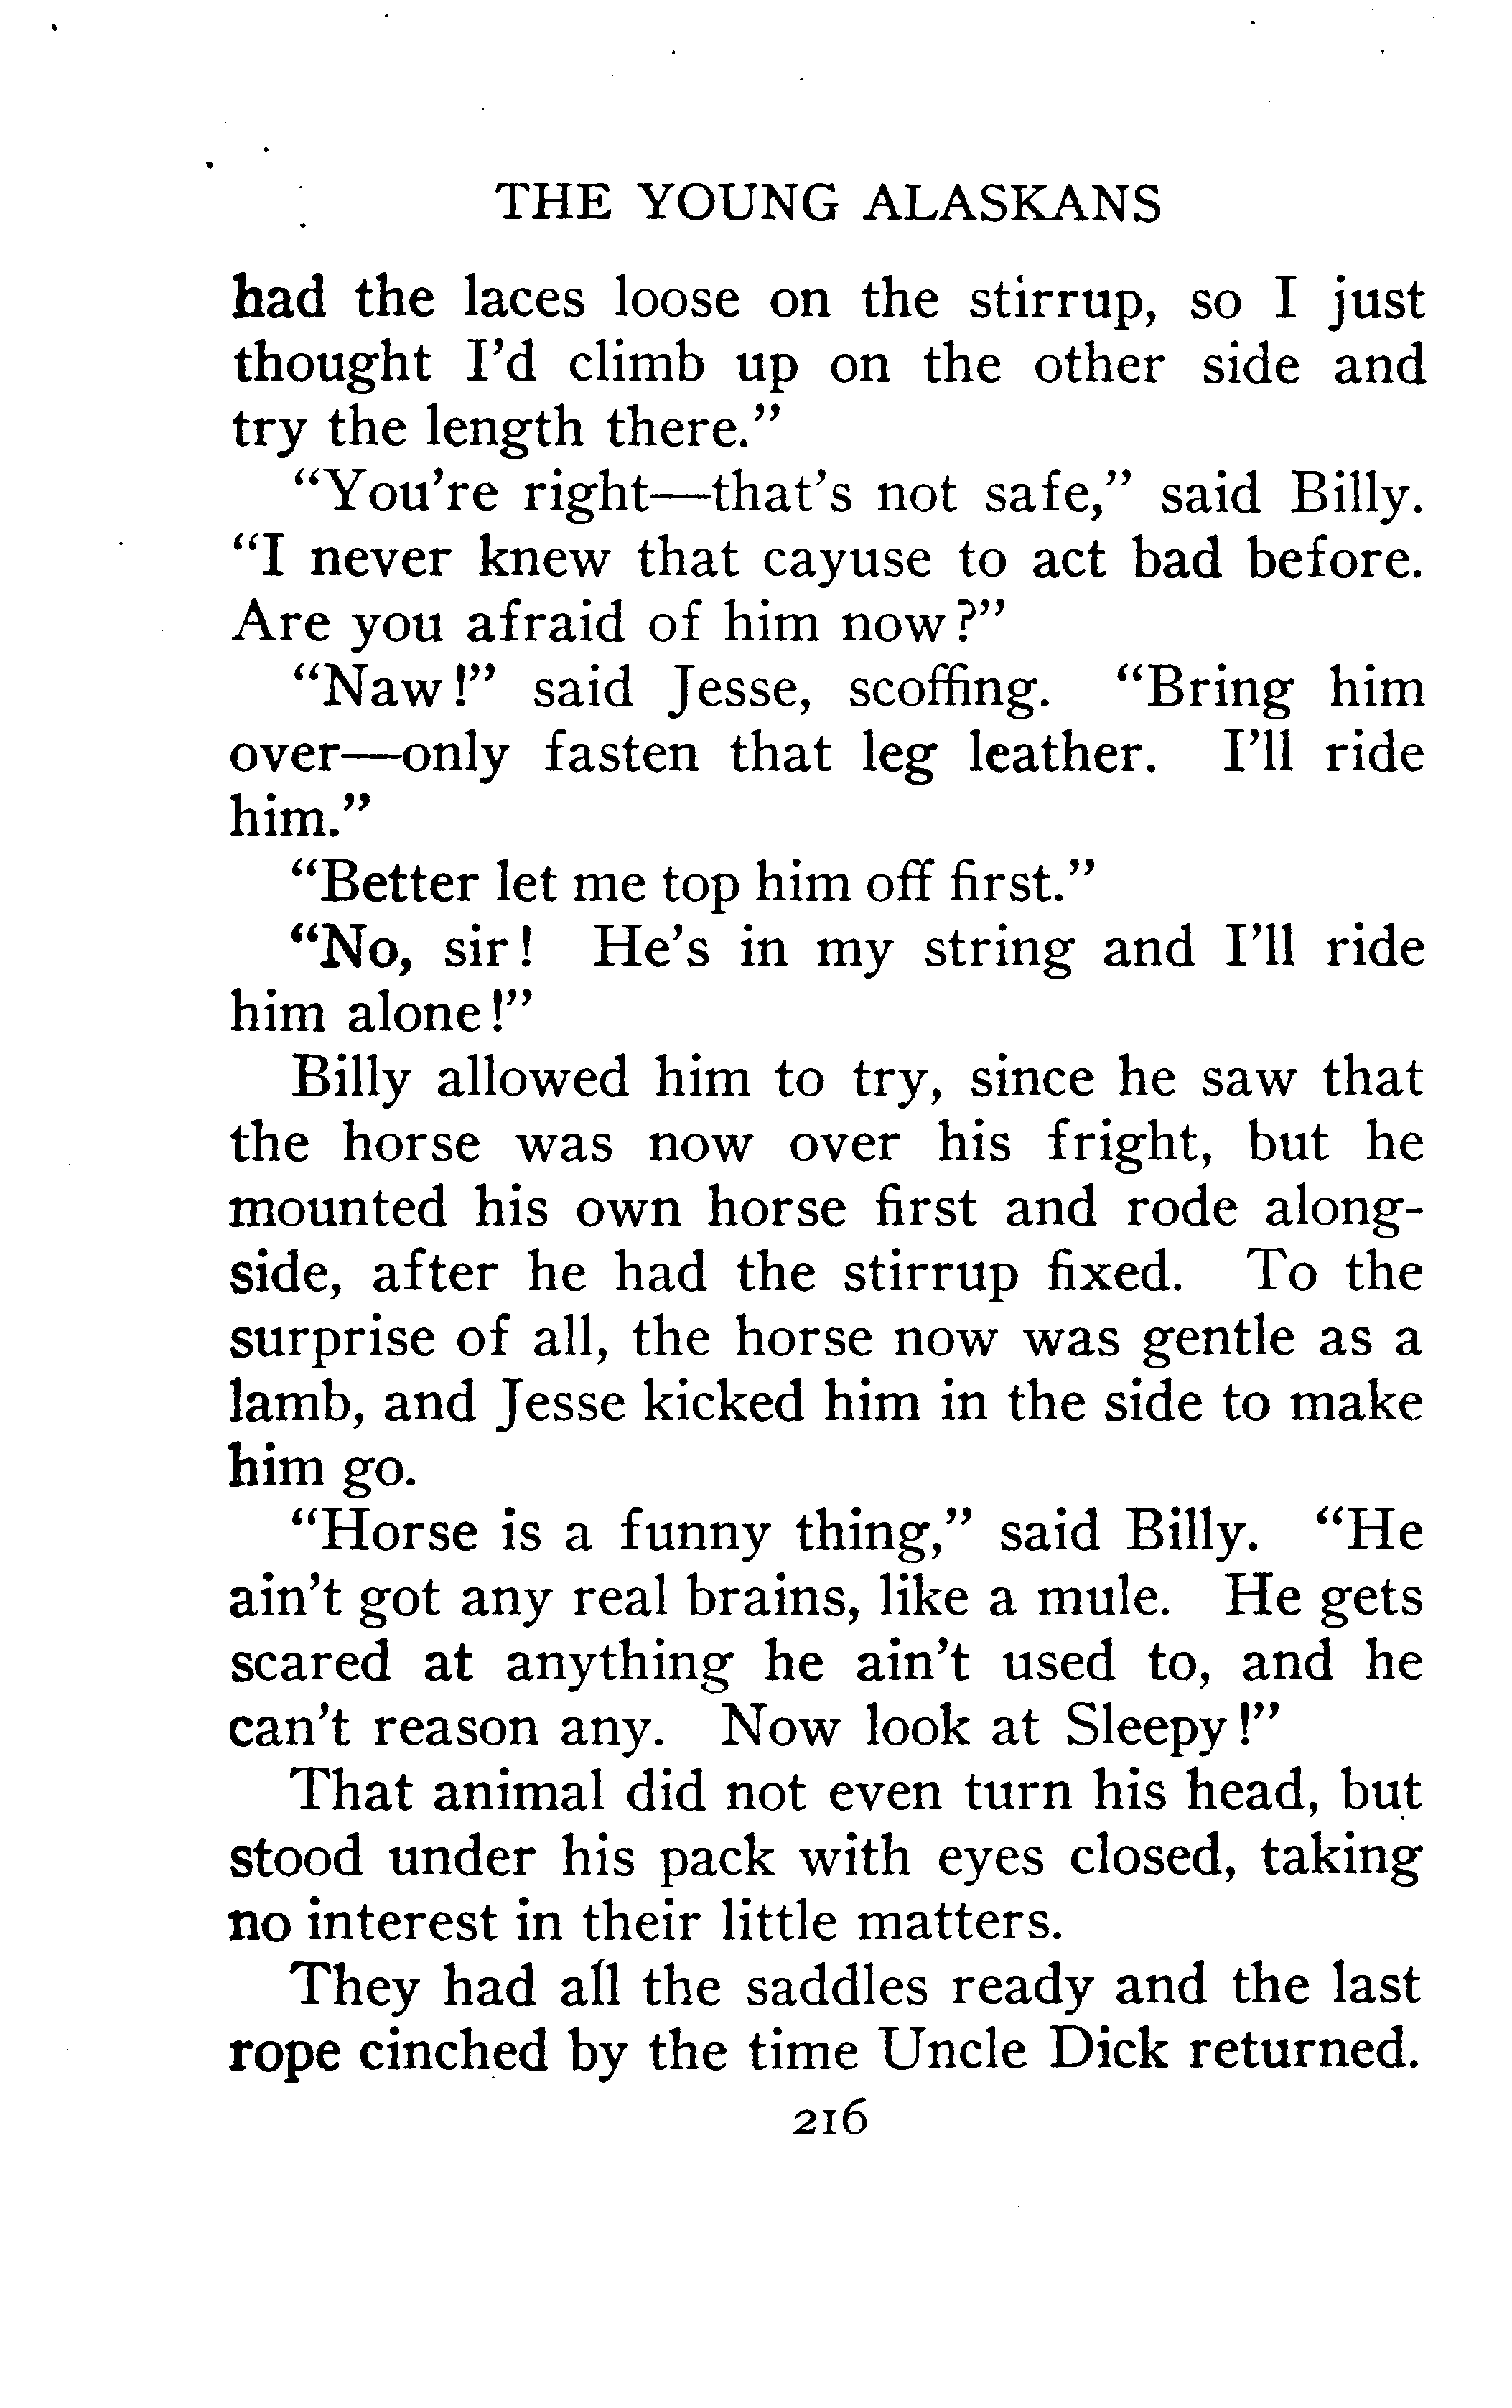 THE YOUNG ALASKANS
had the laces loose on the stirrup, so I just
thought I'd climb up on the other side and
try the length there."
"You're right—that's not safe," said Billy.
"I never knew that cayuse to act bad before.
Are you afraid of him now?"
"Naw!" said Jesse, scoffing. "Bring him
over—only fasten that leg leather. I'll ride
him."
"Better let me top him off first."
"No, sir! He's in my string and I'll ride
him alone!"
Billy allowed him to try, since he saw that
the horse was now over his fright, but he
mounted his own horse first and rode along-
side, after he had the stirrup fixed. To the
surprise of all, the horse now was gentle as a
lamb, and Jesse kicked him in the side to make
him go.
"Horse is a funny thing," said Billy. "He
ain't got any real brains, like a mule. He gets
scared at anything he ain't used to, and he
can't reason any. Now look at Sleepy!"
That animal did not even turn his head, but
stood under his pack with eyes closed, taking
no interest in their little matters.
They had all the saddles ready and the last
rope cinched by the time Uncle Dick returned.
216